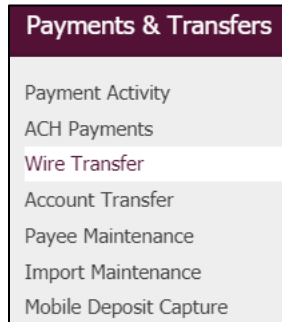 Payments & Transfers
Payment Activity
ACH Payments
Wire Transfer
Account Transfer
Payee Maintenance
Import Maintenance
Mobile Deposit Capture